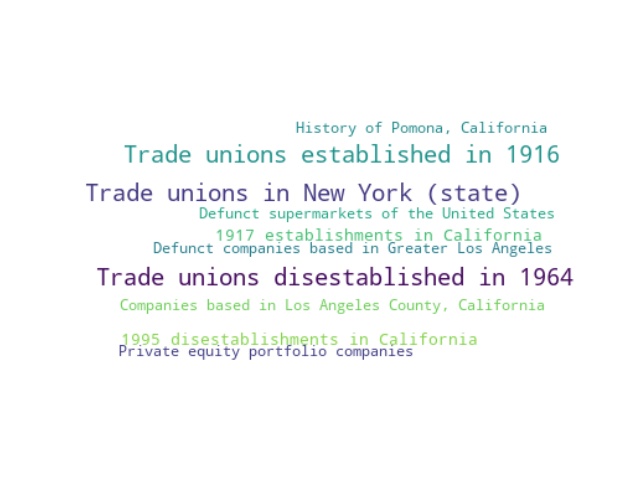 History of Pomona, California
Trade unions established in 1916
Trade unions in New York (state)
Defunct supermarkets of the United States
1917 establishments in California
Defunct companies based in Greater Los Angeles
Trade unions disestablished in 1964
Companies based in Los Angeles County, California
1995 disestablishments in California
Private equity portfolio companies